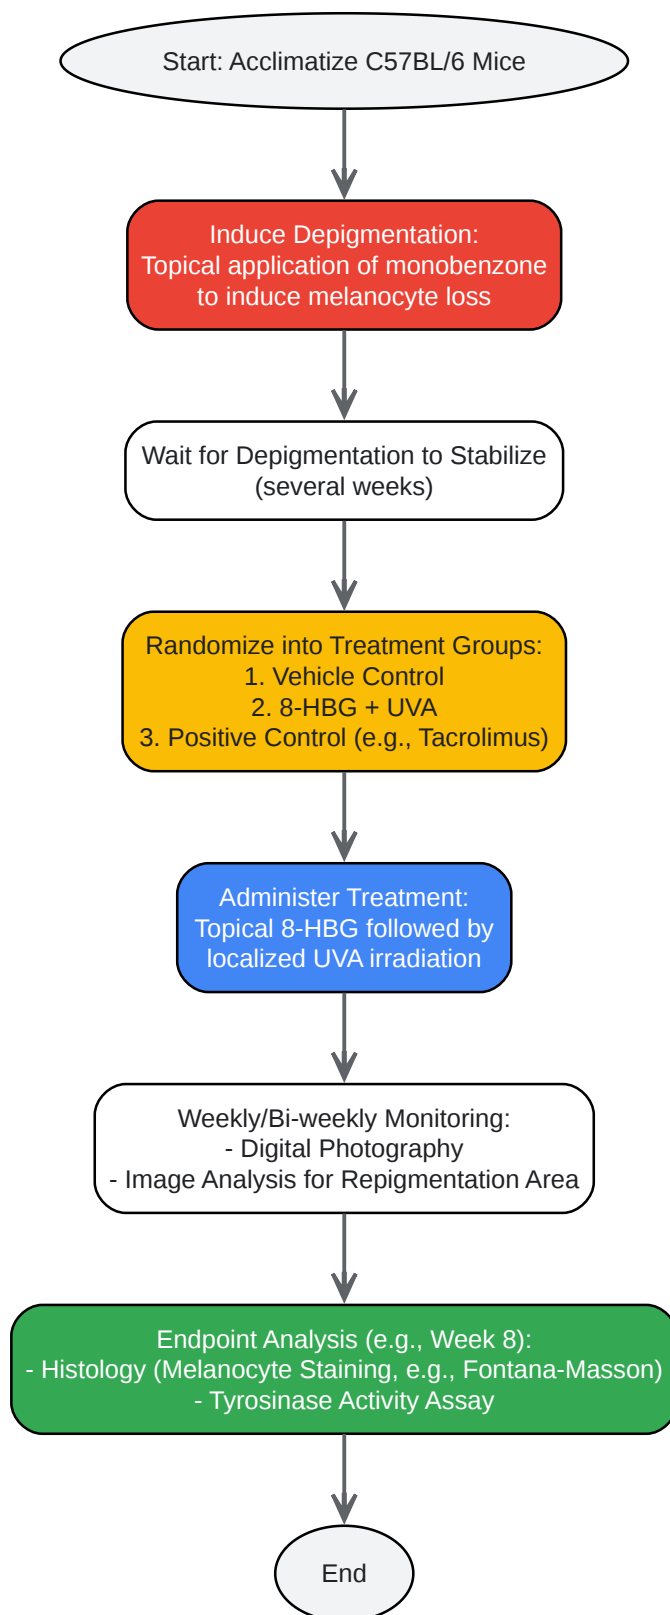 Start: Acclimatize C57BL/6 Mice
Induce Depigmentation:
Topical application of monobenzone
to induce melanocyte loss
Wait for Depigmentation to Stabilize
(several weeks)
Randomize into Treatment Groups:
1. Vehicle Control
2. 8-HBG + UVA
3. Positive Control (e.g., Tacrolimus)
Administer Treatment:
Topical 8-HBG followed by
localized UVA irradiation
Weekly/Bi-weekly Monitoring:
- Digital Photography
- Image Analysis for Repigmentation Area
Endpoint Analysis (e.g., Week 8):
- Histology (Melanocyte Staining, e.g., Fontana-Masson)
- Tyrosinase Activity Assay
End